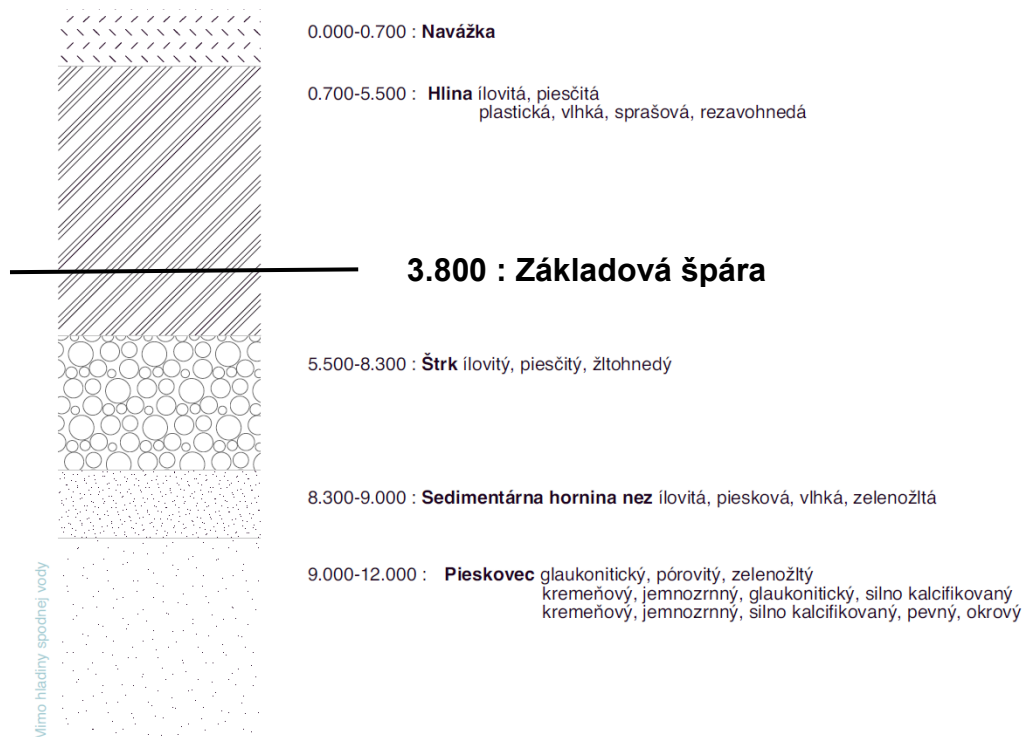 0.000-0.700 : Navážka
0.700-5.500 : Hlina ílovitá, piesčitá
plastická, vlhká, sprašová, rezavohnedá
3.800 : Základová špára
5.500-8.300 : Štrk ílovitý, piesčitý, žltohnedý
8.300-9.000 : Sedimentárna hornina nez ílovitá, piesková, vlhká, zelenožltá
9.000-12.000 : Pieskovec glaukonitický, pórovitý, zelenožltý
kremeňový, jemnozrnný, glaukonitický, silno kalcifikovaný
kremeňový, jemnozrnný, silno kalcifikovaný, pevný, okrový
Mimo hladiny spodnej vody